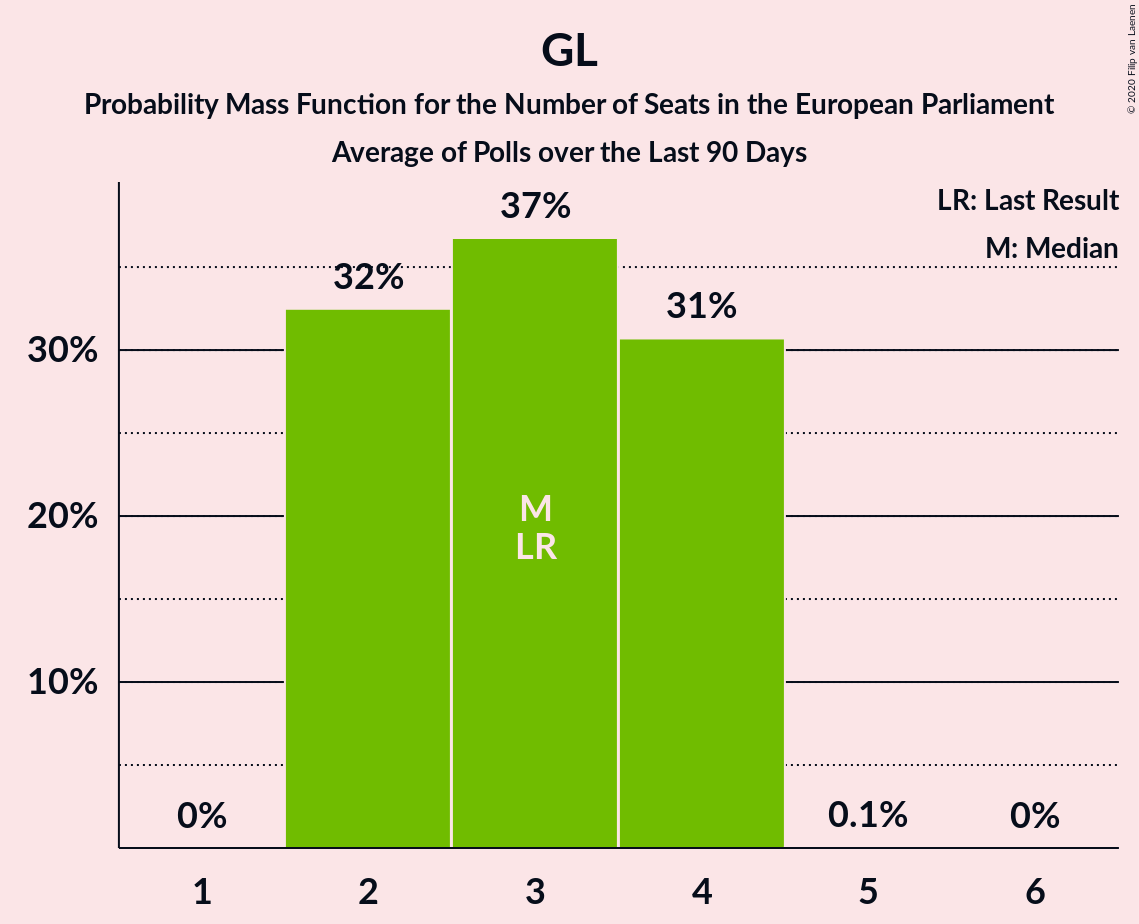 GL
Probability Mass Function for the Number of Seats in the European Parliament
Average of Polls over the Last 90 Days
© 2020 Filip van Laenen
LR: Last Result
M: Median
37%
32%
31%
30%
20%
10%
M
LR
0%
0.1%
0%
1
2
3
4
5
6